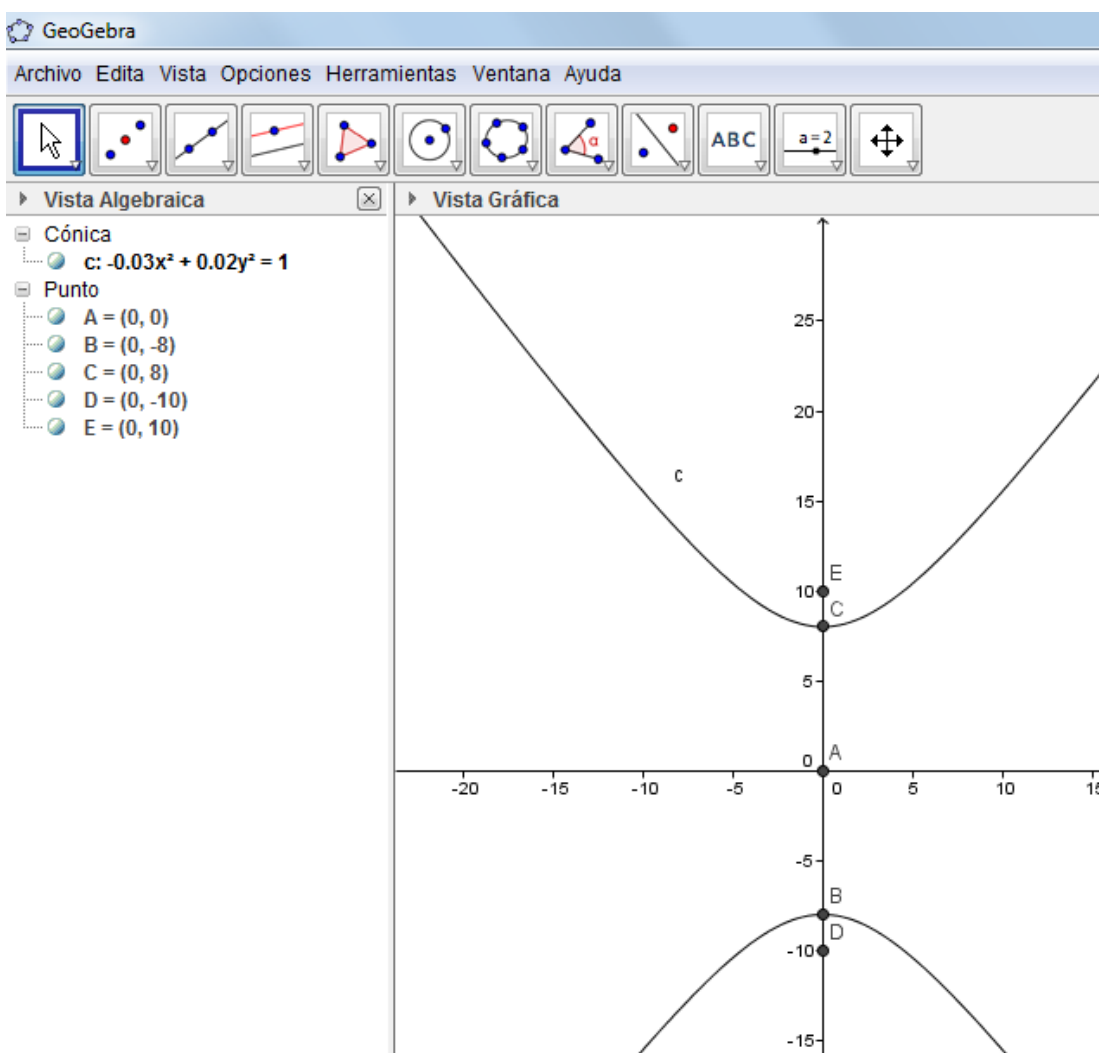 GeoGebra
Archivo Edita Vista Opciones Herramientas Ventana Ayuda
α ABC a=2
Vista Algebraica
Cónica
c: -0.03x² + 0.02y² = 1
Punto
A = (0, 0)
B = (0, -8)
C = (0, 8)
D = (0, -10)
E = (0, 10)
Vista Gráfica
25
20
c
15
E
10
C
5
A
0
-20 -15 -10 -5 0 5 10 15
-5
B
D
-10
-15